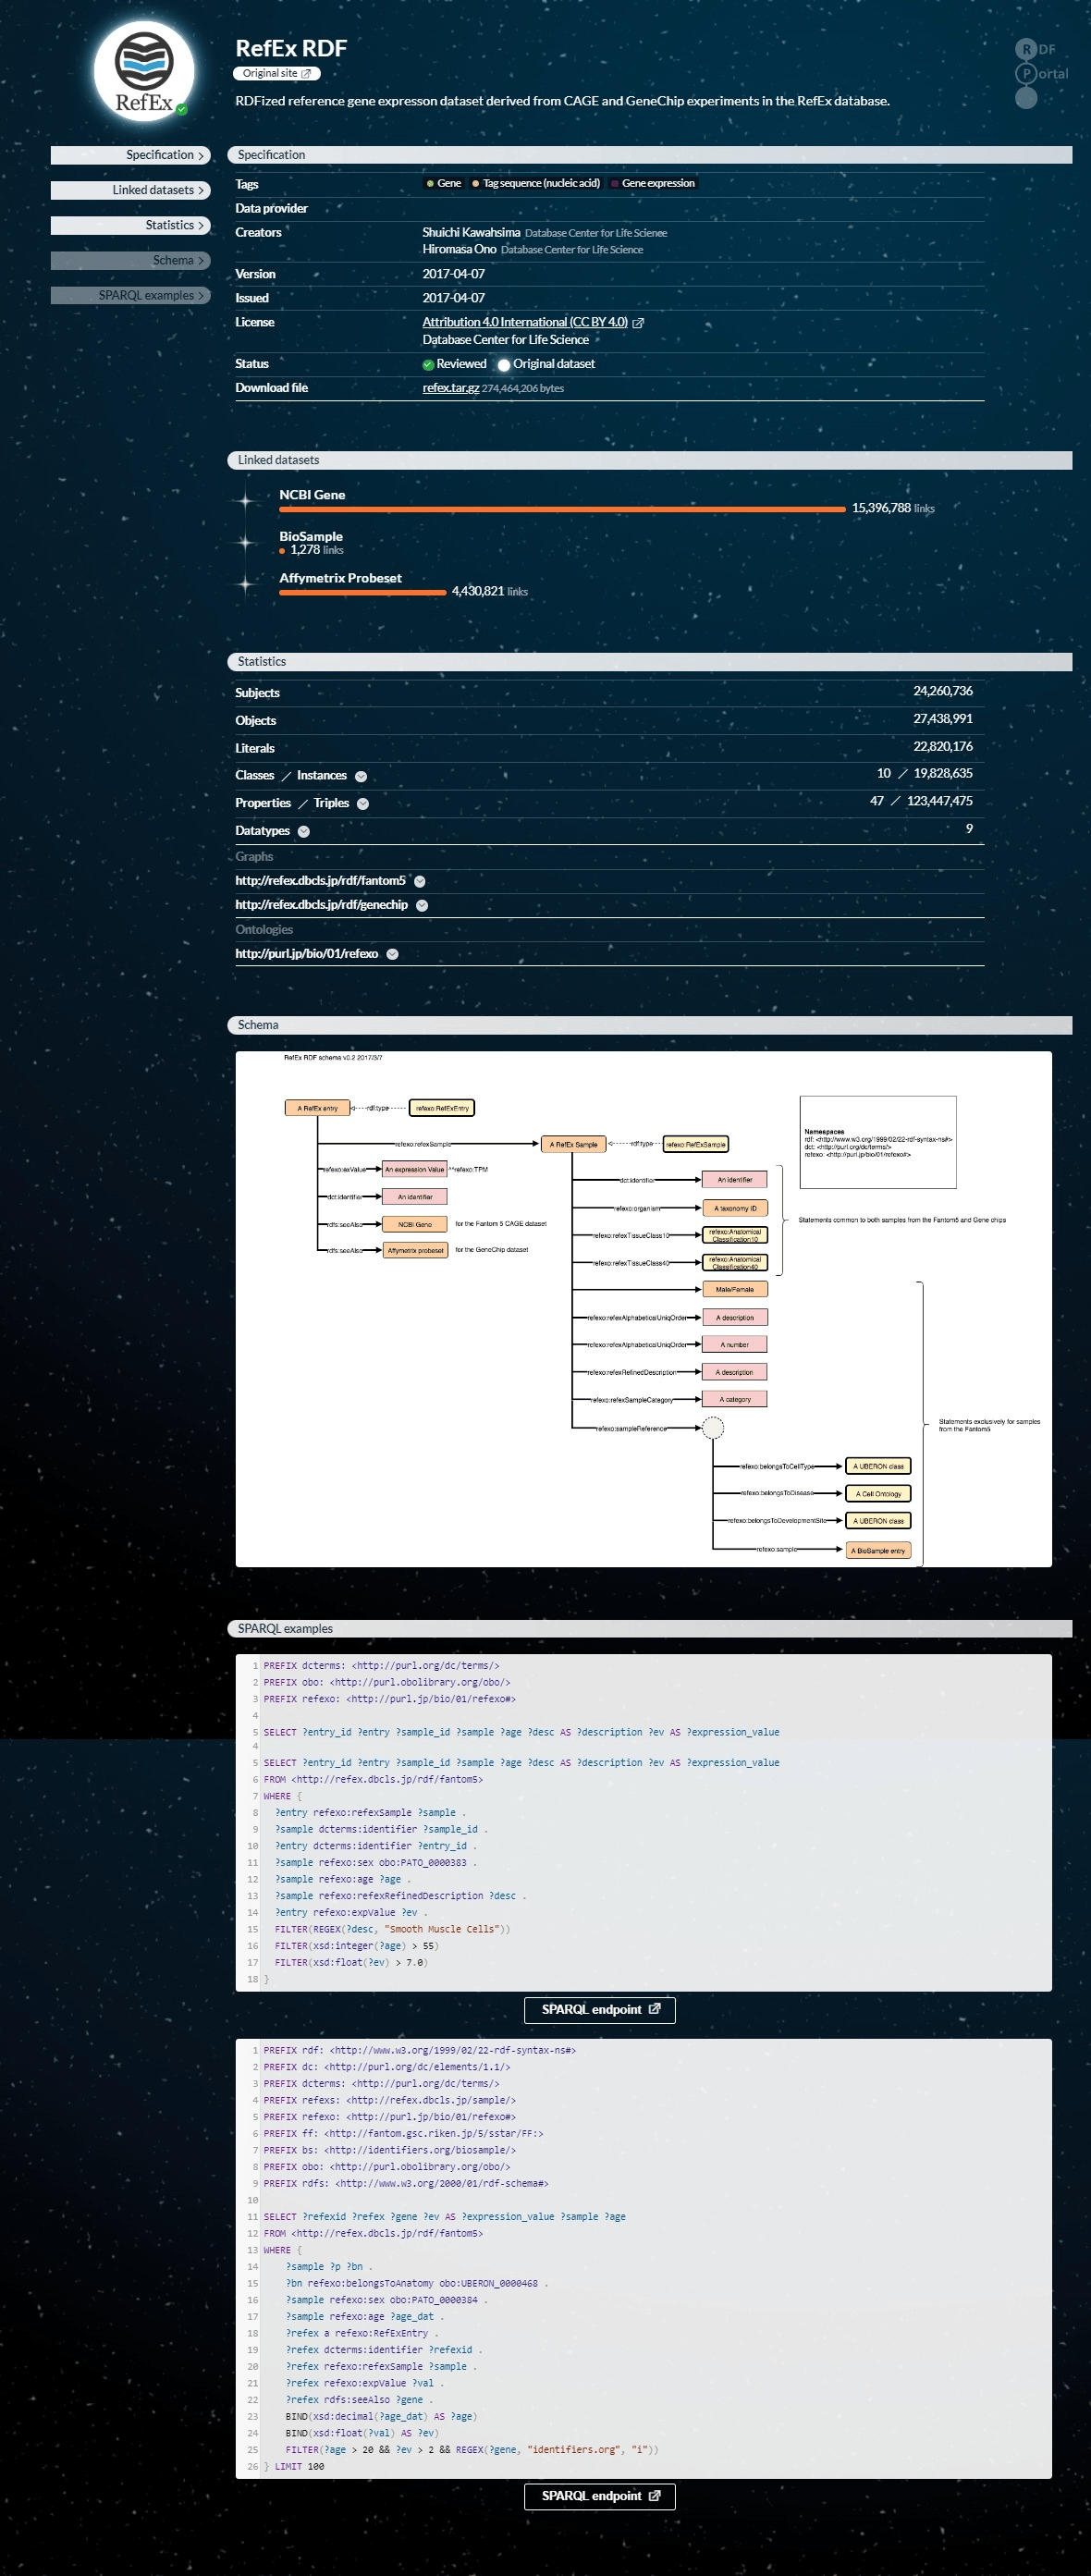 RefEx
RefEx RDF
Original site
RDFized reference gene expresson dataset derived from CAGE and GeneChip experiments in the RefEx database.
RDF
Portal
Specification
Linked datasets
Statistics
Schema
SPARQL examples
Specification
Tags Gene Tag sequence (nucleic acid) Gene expression
Data provider
Creators Shuichi Kawahsima Database Center for Life Science
Hiromasa Ono Database Center for Life Science
Version 2017-04-07
Issued 2017-04-07
License Attribution 4.0 International (CC BY 4.0)
Database Center for Life Science
Status Reviewed Original dataset
Download file refex.tar.gz 274,464,206 bytes
Linked datasets
NCBI Gene
15,396,788 links
BioSample
1,278 links
Affymetrix Probeset
4,430,821 links
Statistics
Subjects 24,260,736
Objects 27,438,991
Literals 22,820,176
Classes / Instances 10 / 19,828,635
Properties / Triples 47 / 123,447,475
Datatypes 9
Graphs
http://refex.dbcls.jp/rdf/fantom5
http://refex.dbcls.jp/rdf/genechip
Ontologies
http://purl.jp/bio/01/refexo
Schema
RefEx RDF schema v0.2 2017/3/7
A RefEx entry rdf:type refexo:RefExEntry
refexo:refexSample A RefEx Sample rdf:type refexo:RefExSample
Namespaces
rdf: <http://www.w3.org/1999/02/22-rdf-syntax-ns#>
dct: <http://purl.org/dc/terms/>
refexo: <http://purl.jp/bio/01/refexo#>
refexo:exValue An expression Value ^^refexo:TPM
dct:identifier An identifier
rdfs:seeAlso NCBI Gene for the Fantom 5 CAGE dataset
rdfs:seeAlso Affymetrix probeset for the GeneChip dataset
dct:identifier An identifier
refexo:organism A taxonomy ID
refexo:refexTissueClass10 refexo:Anatomical Classification10
refexo:refexTissueClass40 refexo:Anatomical Classification40
Statements common to both samples from the Fantom5 and Gene chips
Male/Female
refexo:refexAlphabeticalUniqOrder A description
refexo:refexAlphabeticalUniqOrder A number
refexo:refexRefinedDescription A description
refexo:refexSampleCategory A category
refexo:sampleReference
Statements exclusively for samples
from the Fantom5
refexo:belongsToCellType A UBERON class
refexo:belongsToDisease A Cell Ontology
refexo:belongsToDevelopmentSite A UBERON class
refexo:sample A BioSample entry
SPARQL examples
1 PREFIX dcterms: <http://purl.org/dc/terms/>
2 PREFIX obo: <http://purl.obolibrary.org/obo/>
3 PREFIX refexo: <http://purl.jp/bio/01/refexo#>
4
5 SELECT ?entry_id ?entry ?sample_id ?sample ?age ?desc AS ?description ?ev AS ?expression_value
4
5 SELECT ?entry_id ?entry ?sample_id ?sample ?age ?desc AS ?description ?ev AS ?expression_value
6 FROM <http://refex.dbcls.jp/rdf/fantom5>
7 WHERE {
8 ?entry refexo:refexSample ?sample .
9 ?sample dcterms:identifier ?sample_id .
10 ?entry dcterms:identifier ?entry_id .
11 ?sample refexo:sex obo:PATO_0000383 .
12 ?sample refexo:age ?age .
13 ?sample refexo:refexRefinedDescription ?desc .
14 ?entry refexo:expValue ?ev .
15 FILTER(REGEX(?desc, "Smooth Muscle Cells"))
16 FILTER(xsd:integer(?age) > 55)
17 FILTER(xsd:float(?ev) > 7.0)
18 }
SPARQL endpoint
1 PREFIX rdf: <http://www.w3.org/1999/02/22-rdf-syntax-ns#>
2 PREFIX dc: <http://purl.org/dc/elements/1.1/>
3 PREFIX dcterms: <http://purl.org/dc/terms/>
4 PREFIX refexs: <http://refex.dbcls.jp/sample/>
5 PREFIX refexo: <http://purl.jp/bio/01/refexo#>
6 PREFIX ff: <http://fantom.gsc.riken.jp/5/sstar/FF:>
7 PREFIX bs: <http://identifiers.org/biosample/>
8 PREFIX obo: <http://purl.obolibrary.org/obo/>
9 PREFIX rdfs: <http://www.w3.org/2000/01/rdf-schema#>
10
11 SELECT ?refexid ?refex ?gene ?ev AS ?expression_value ?sample ?age
12 FROM <http://refex.dbcls.jp/rdf/fantom5>
13 WHERE {
14 ?sample ?p ?bn .
15 ?bn refexo:belongsToAnatomy obo:UBERON_0000468 .
16 ?sample refexo:sex obo:PATO_0000384 .
17 ?sample refexo:age ?age_dat .
18 ?refex a refexo:RefExEntry .
19 ?refex dcterms:identifier ?refexid .
20 ?refex refexo:refexSample ?sample .
21 ?refex refexo:expValue ?val .
22 ?refex rdfs:seeAlso ?gene .
23 BIND(xsd:decimal(?age_dat) AS ?age)
24 BIND(xsd:float(?val) AS ?ev)
25 FILTER(?age > 20 && ?ev > 2 && REGEX(?gene, "identifiers.org", "i"))
26 } LIMIT 100
SPARQL endpoint